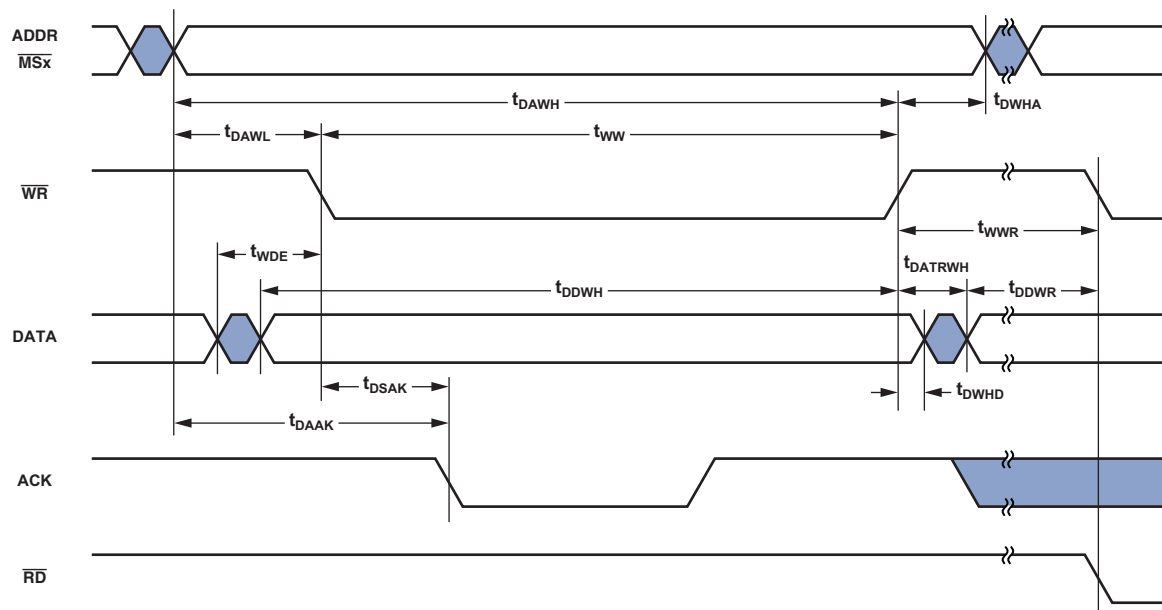 ADDR
MSx
tDAWH
tDWHA
tDAWL
tWW
WR
tWWR
tWDE
tDATRWH
tDDWH
tDDWR
DATA
tDSAK
tDWHD
tDAAK
ACK
RD